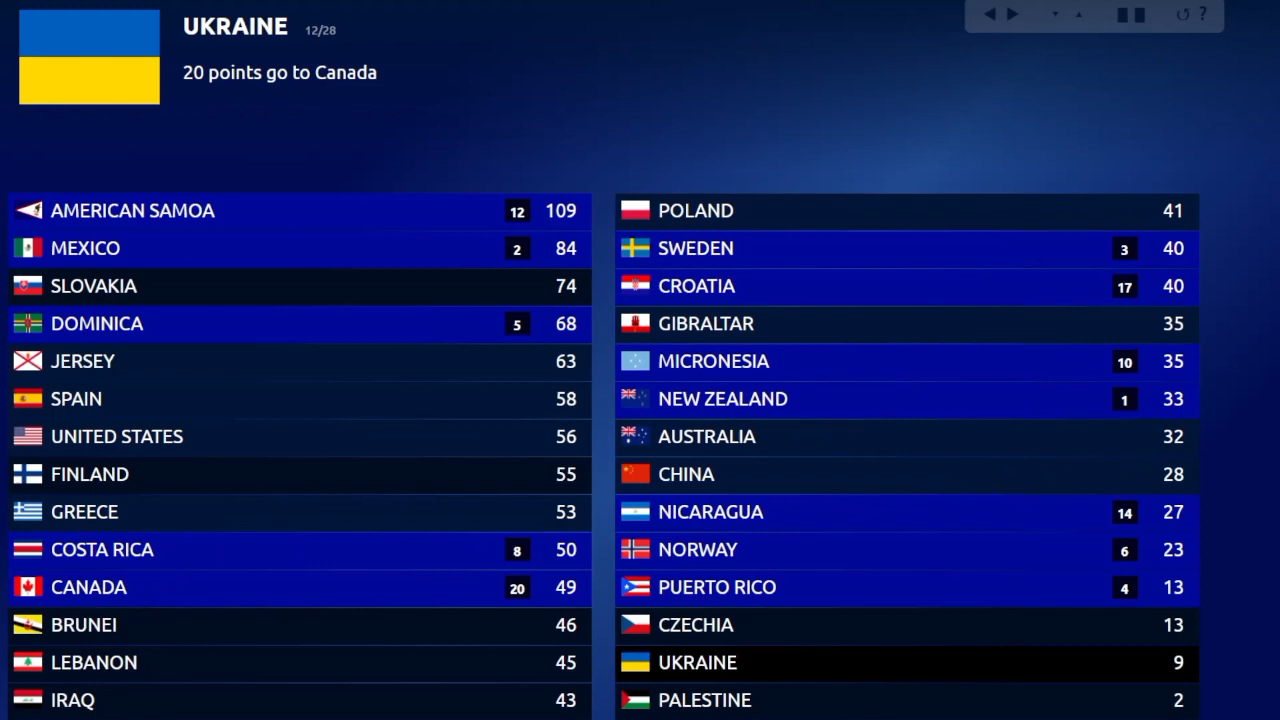 UKRAINE 12/28
20 points go to Canada
?
AMERICAN SAMOA 12 109
MEXICO 2 84
SLOVAKIA 74
DOMINICA 5 68
JERSEY 63
SPAIN 58
UNITED STATES 56
FINLAND 55
GREECE 53
COSTA RICA 8 50
CANADA 20 49
BRUNEI 46
LEBANON 45
IRAQ 43
POLAND 41
SWEDEN 3 40
CROATIA 17 40
GIBRALTAR 35
MICRONESIA 10 35
NEW ZEALAND 1 33
AUSTRALIA 32
CHINA 28
NICARAGUA 14 27
NORWAY 6 23
PUERTO RICO 4 13
CZECHIA 13
UKRAINE 9
PALESTINE 2